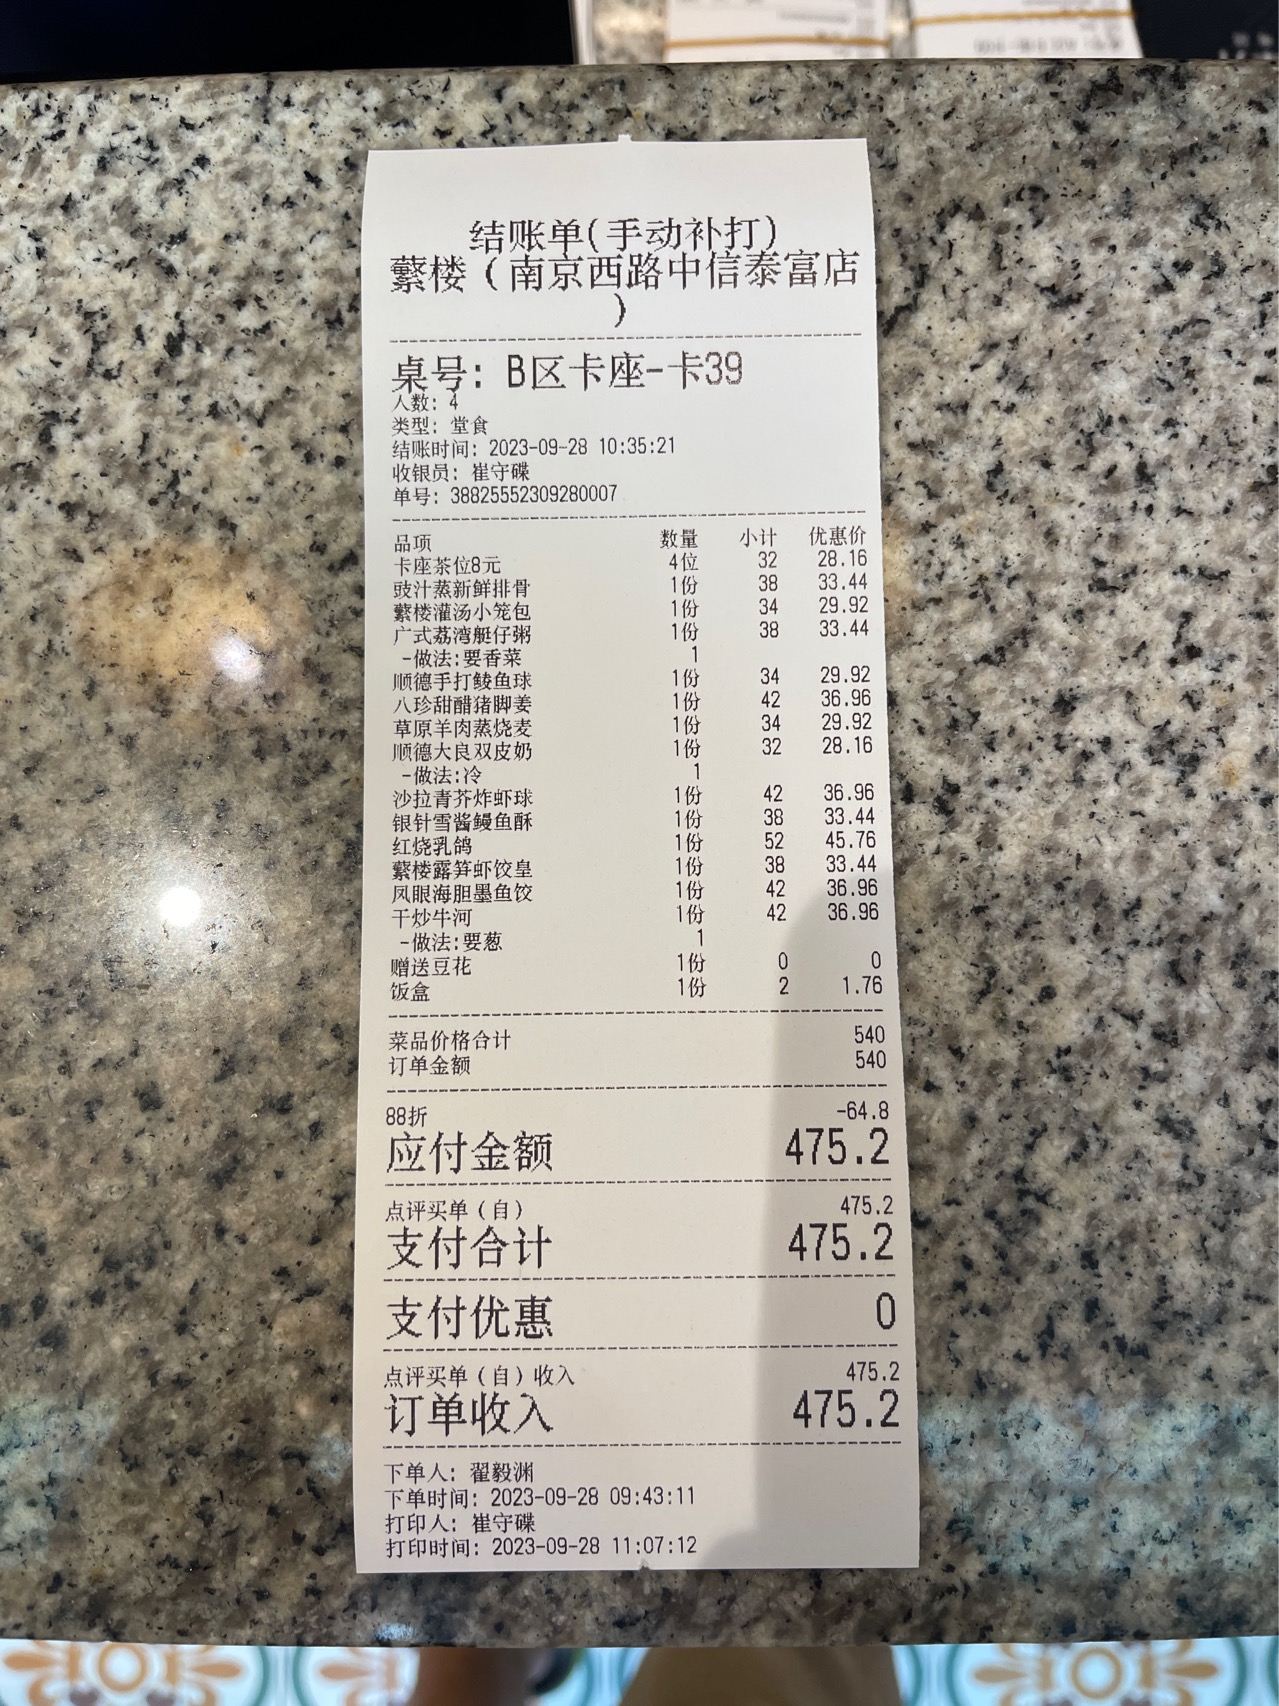 结账单(手动补打)
蘩楼（南京西路中信泰富店
）
桌号: B区卡座-卡39
人数: 4
类型: 堂食
结账时间: 2023-09-28 10:35:21
收银员: 崔守碟
单号: 38825552309280007
品项 数量 小计 优惠价
卡座茶位8元 4位 32 28.16
豉汁蒸新鲜排骨 1份 38 33.44
蘩楼灌汤小笼包 1份 34 29.92
广式荔湾艇仔粥 1份 38 33.44
-做法:要香菜 1
顺德手打鲮鱼球 1份 34 29.92
八珍甜醋猪脚姜 1份 42 36.96
草原羊肉蒸烧麦 1份 34 29.92
顺德大良双皮奶 1份 32 28.16
-做法:冷 1
沙拉青芥炸虾球 1份 42 36.96
银针雪酱鳗鱼酥 1份 38 33.44
红烧乳鸽 1份 52 45.76
蘩楼露笋虾饺皇 1份 38 33.44
凤眼海胆墨鱼饺 1份 42 36.96
干炒牛河 1份 42 36.96
-做法:要葱 1
赠送豆花 1份 0 0
饭盒 1份 2 1.76
菜品价格合计 540
订单金额 540
88折 -64.8
应付金额 475.2
点评买单（自） 475.2
支付合计 475.2
支付优惠 0
点评买单（自）收入 475.2
订单收入 475.2
下单人: 翟毅渊
下单时间: 2023-09-28 09:43:11
打印人: 崔守碟
打印时间: 2023-09-28 11:07:12